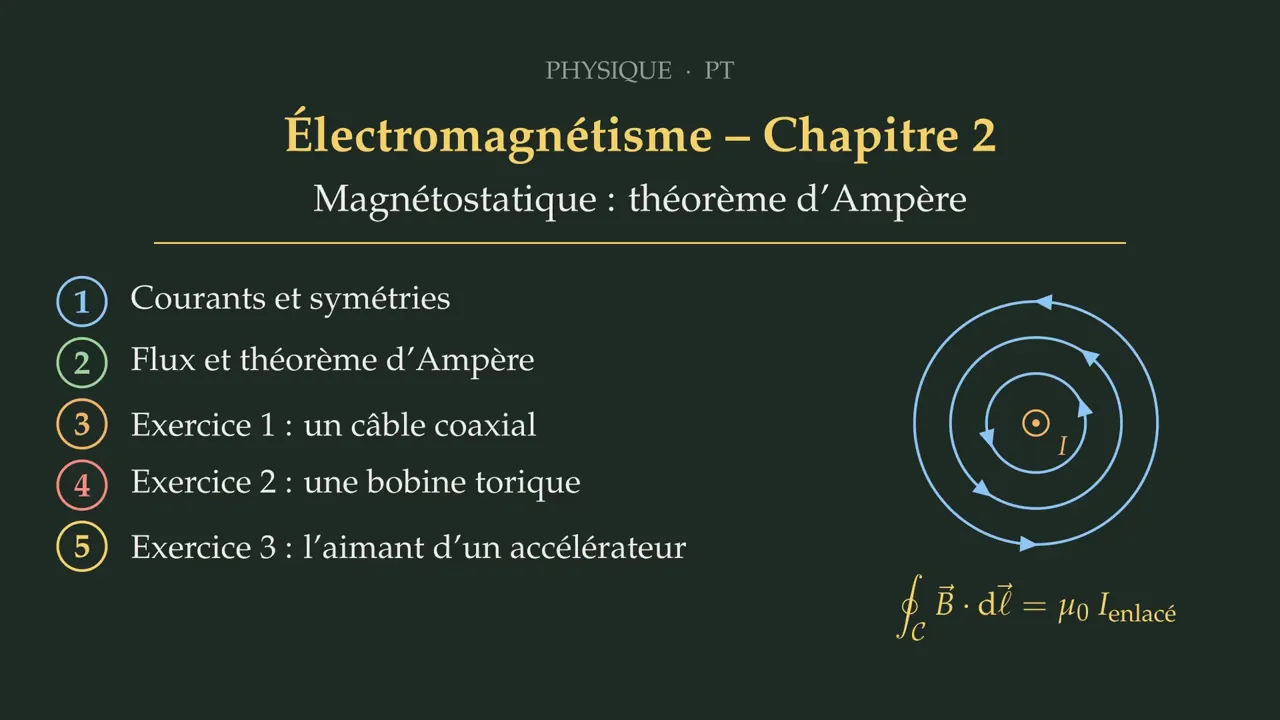 PHYSIQUE · PT
Électromagnétisme – Chapitre 2
Magnétostatique : théorème d’Ampère
1 Courants et symétries
2 Flux et théorème d’Ampère
3 Exercice 1 : un câble coaxial
4 Exercice 2 : une bobine torique
5 Exercice 3 : l’aimant d’un accélérateur
I
∮_C B⃗ · dℓ⃗ = μ₀ I_enlacé